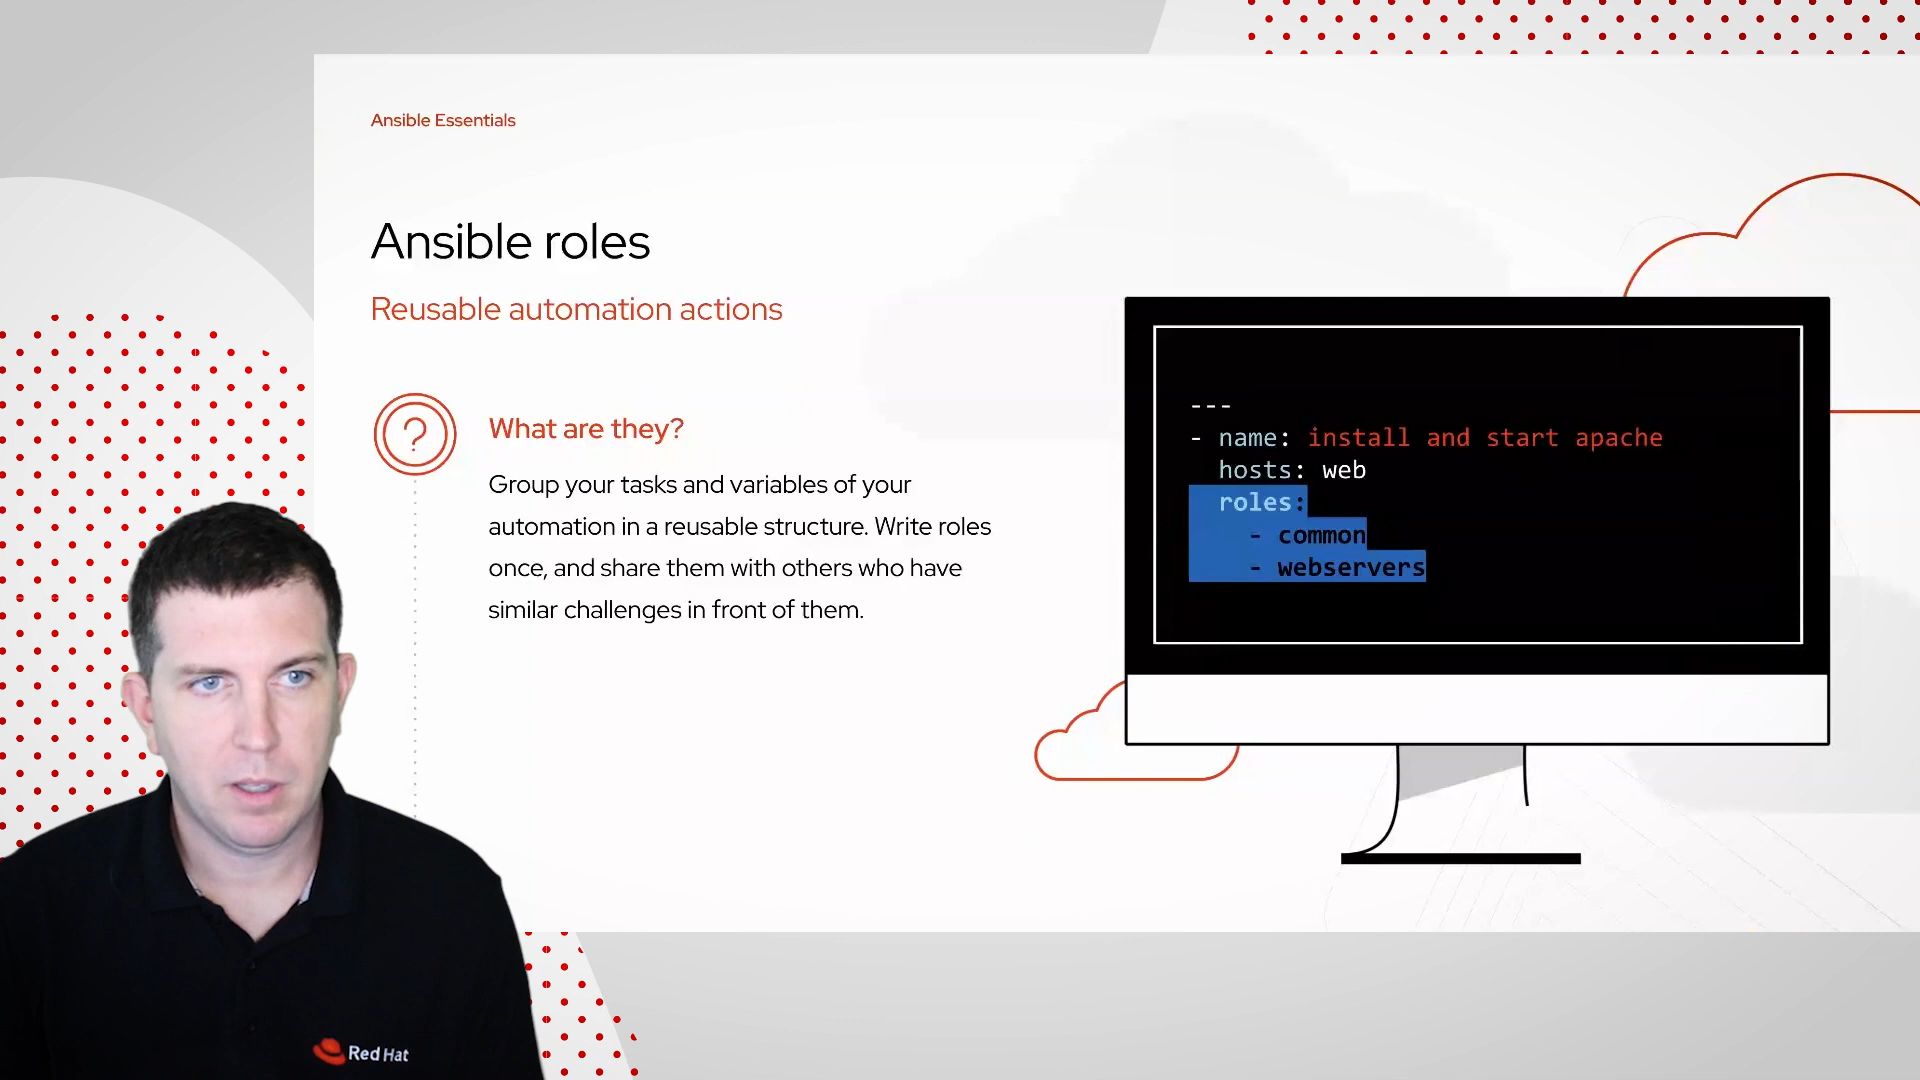 Ansible Essentials
Ansible roles
Reusable automation actions
?
What are they?
Group your tasks and variables of your
automation in a reusable structure. Write roles
once, and share them with others who have
similar challenges in front of them.
---
- name: install and start apache
hosts: web
roles:
- common
- webservers
Red Hat